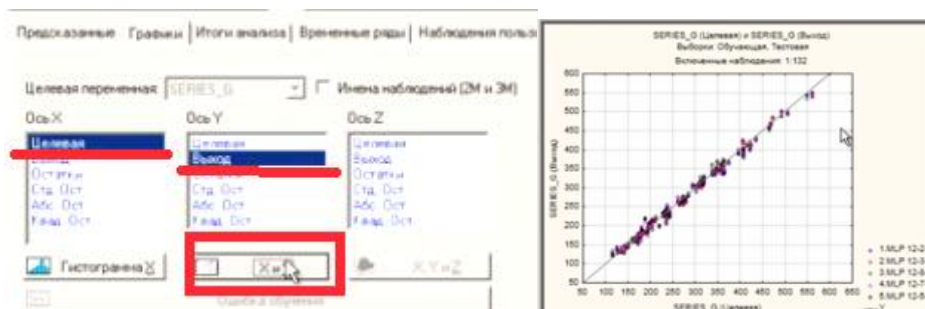 Предсказанные Графики Итоги анализа Временные ряды Наблюдения польз
Целевая переменная: SERIES_G Имена наблюдений (2М и 3М)
Ось X Ось Y Ось Z
Целевая Целевая Целевая
Выход Выход Выход
Остатки Остатки Остатки
Стд. Ост. Стд. Ост. Стд. Ост.
Абс. Ост Абс. Ост Абс. Ост
Квад. Ост Квад. Ост Квад. Ост
Гистограмма X X и X, Y и Z
Ошибка обучения
SERIES_G (Целевая) и SERIES_G (Выход)
Выборки: Обучающая, Тестовая
Включенные наблюдения: 1:132
SERIES_G (Выход)
600
550
500
450
400
350
300
250
200
150
100
50
50 100 150 200 250 300 350 400 450 500 550 600 650
SERIES_G (Целевая)
1.MLP 12-2
2.MLP 12-3
3.MLP 12-8
4.MLP 12-7
5.MLP 12-5